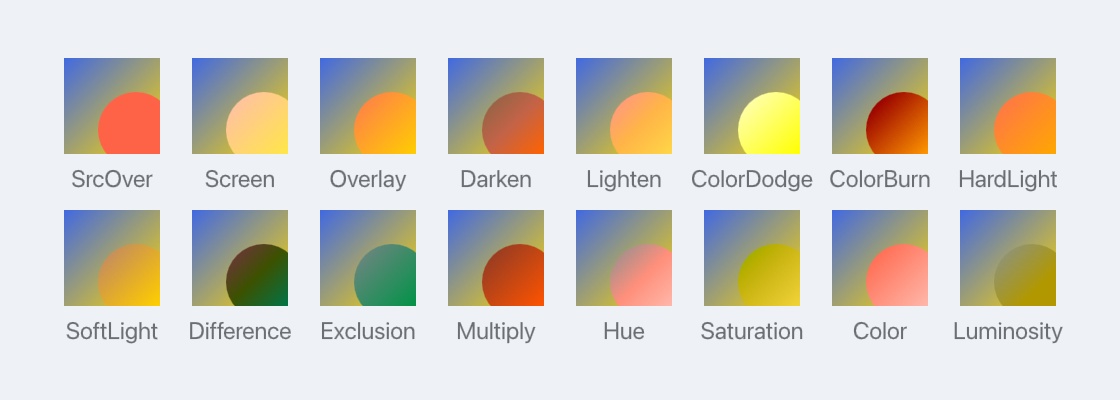 SrcOver Screen Overlay Darken Lighten ColorDodge ColorBurn HardLight
SoftLight Difference Exclusion Multiply Hue Saturation Color Luminosity